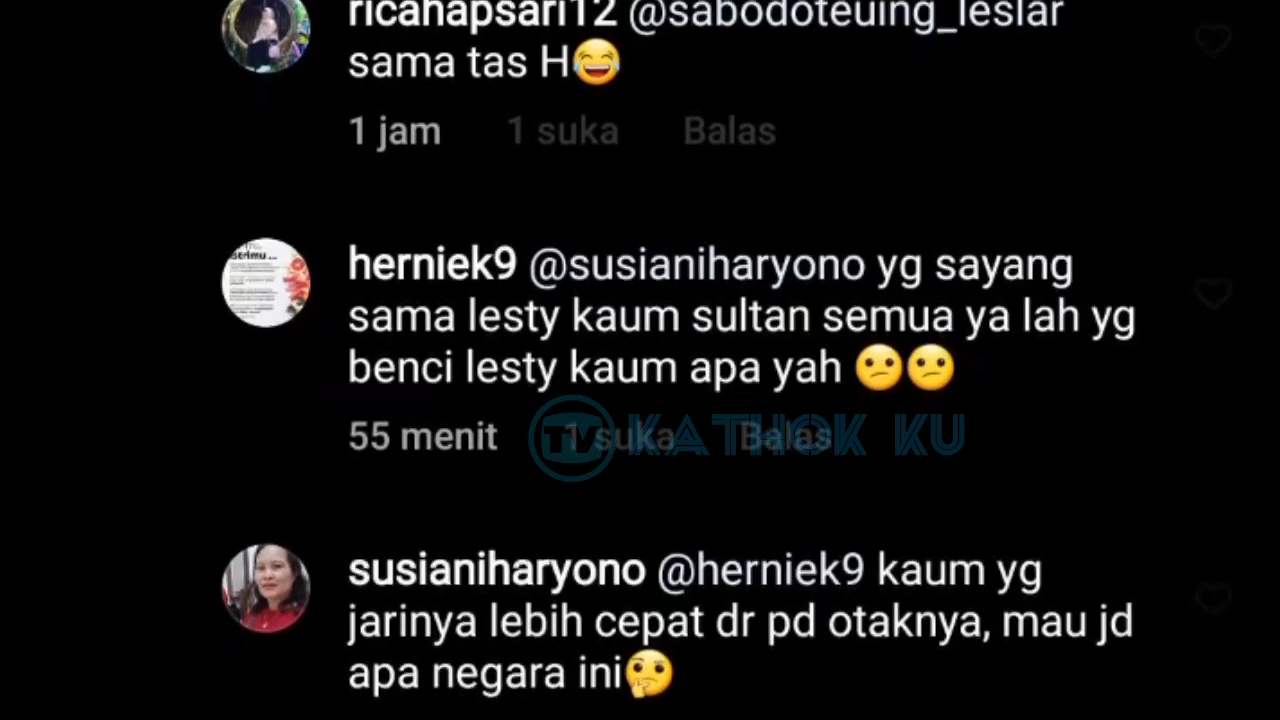 ricahapsari12 @sabodoteuing_leslar
sama tas H😂
1 jam 1 suka Balas
herniek9 @susianiharyono yg sayang
sama lesty kaum sultan semua ya lah yg
benci lesty kaum apa yah 😕😕
55 menit 1 suka Balas
TV KATHOK KU
susianiharyono @herniek9 kaum yg
jarinya lebih cepat dr pd otaknya, mau jd
apa negara ini🤔